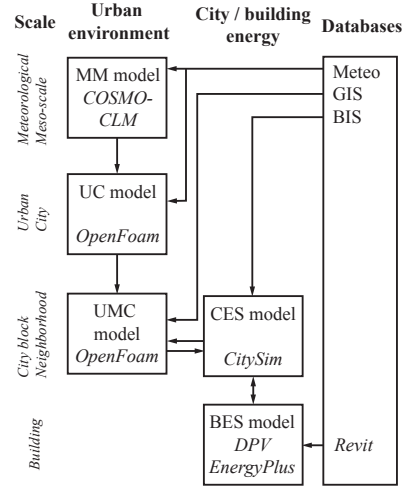 Scale
Urban environment
City / building energy
Databases
Meteorological Meso-scale
MM model
COSMO-
CLM
Meteo
GIS
BIS
Urban City
UC model
OpenFoam
City block Neighborhood
UMC model
OpenFoam
CES model
CitySim
Building
BES model
DPV
EnergyPlus
Revit